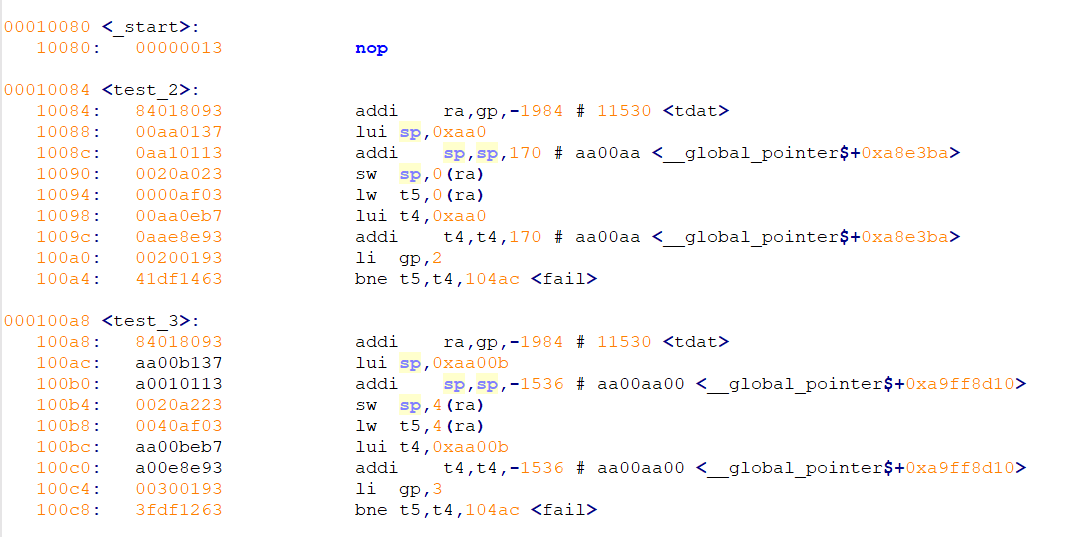 00010080 <_start>:
10080: 00000013 nop
00010084 <test_2>:
10084: 84018093 addi ra,gp,-1984 # 11530 <tdat>
10088: 00aa0137 lui sp,0xaa0
1008c: 0aa10113 addi sp,sp,170 # aa00aa <__global_pointer$+0xa8e3ba>
10090: 0020a023 sw sp,0(ra)
10094: 0000af03 lw t5,0(ra)
10098: 00aa0eb7 lui t4,0xaa0
1009c: 0aae8e93 addi t4,t4,170 # aa00aa <__global_pointer$+0xa8e3ba>
100a0: 00200193 li gp,2
100a4: 41df1463 bne t5,t4,104ac <fail>
000100a8 <test_3>:
100a8: 84018093 addi ra,gp,-1984 # 11530 <tdat>
100ac: aa00b137 lui sp,0xaa00b
100b0: a0010113 addi sp,sp,-1536 # aa00aa00 <__global_pointer$+0xa9ff8d10>
100b4: 0020a223 sw sp,4(ra)
100b8: 0040af03 lw t5,4(ra)
100bc: aa00beb7 lui t4,0xaa00b
100c0: a00e8e93 addi t4,t4,-1536 # aa00aa00 <__global_pointer$+0xa9ff8d10>
100c4: 00300193 li gp,3
100c8: 3fdf1263 bne t5,t4,104ac <fail>